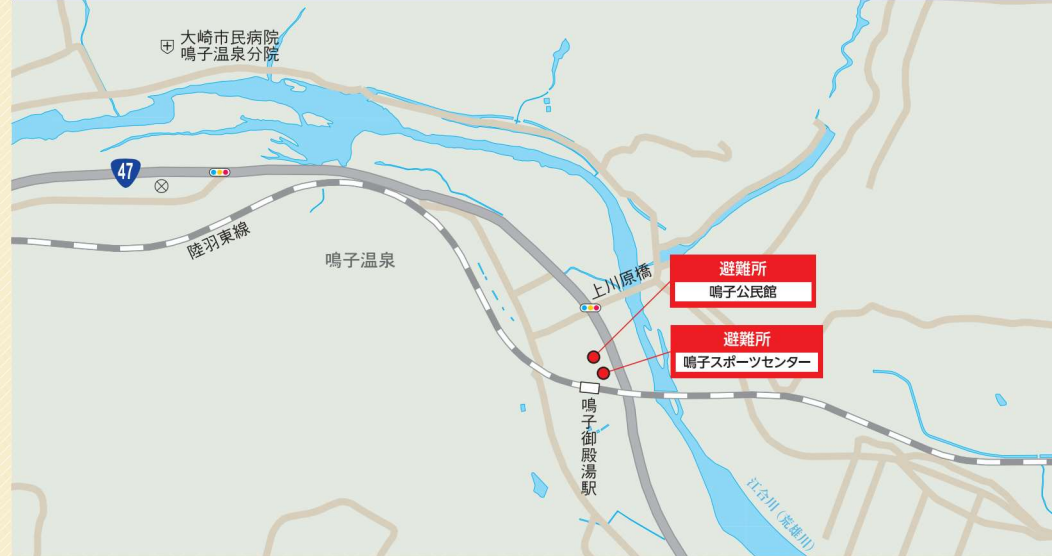 大崎市民病院
鳴子温泉分院
47
陸羽東線
鳴子温泉
上川原橋
避難所
鳴子公民館
避難所
鳴子スポーツセンター
鳴子御殿湯駅
江合川(荒雄川)